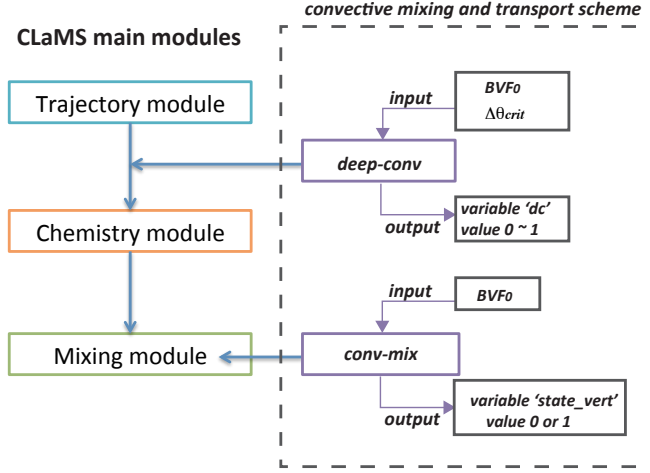 convective mixing and transport scheme
CLaMS main modules
Trajectory module
input
BVF0
Δθcrit
deep-conv
output
variable 'dc'
value 0 ~ 1
Chemistry module
input
BVF0
Mixing module
conv-mix
output
variable 'state_vert'
value 0 or 1